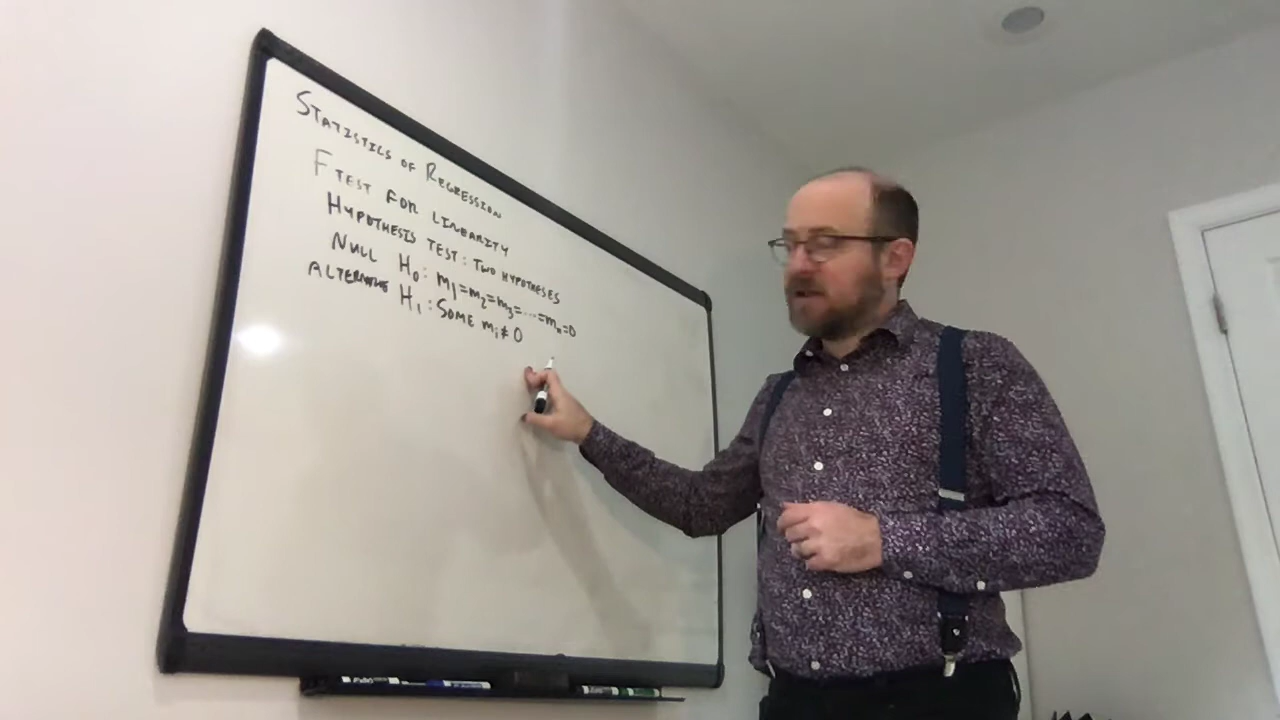 STATISTICS OF REGRESSION
F TEST FOR LINEARITY
HYPOTHESIS TEST: TWO HYPOTHESES
NULL H₀: m₁=m₂=m₃=...=mₙ=0
ALTERNATIVE H₁: SOME mᵢ≠0